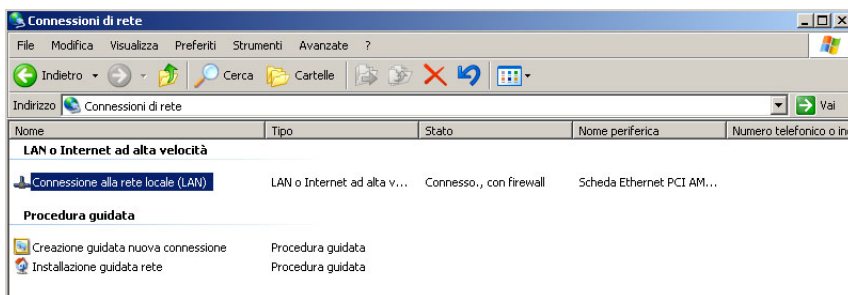 Connessioni di rete
File Modifica Visualizza Preferiti Strumenti Avanzate ?
Indietro Cerca Cartelle
Indirizzo Connessioni di rete Vai
Nome Tipo Stato Nome periferica Numero telefonico o in
LAN o Internet ad alta velocità
Connessione alla rete locale (LAN) LAN o Internet ad alta v... Connesso., con firewall Scheda Ethernet PCI AM...
Procedura guidata
Creazione guidata nuova connessione Procedura guidata
Installazione guidata rete Procedura guidata